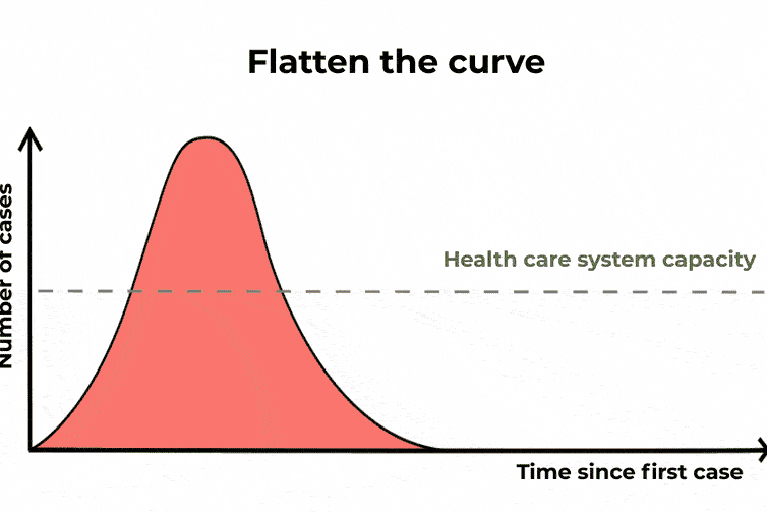 Flatten the curve
Number of cases
Health care system capacity
Time since first case